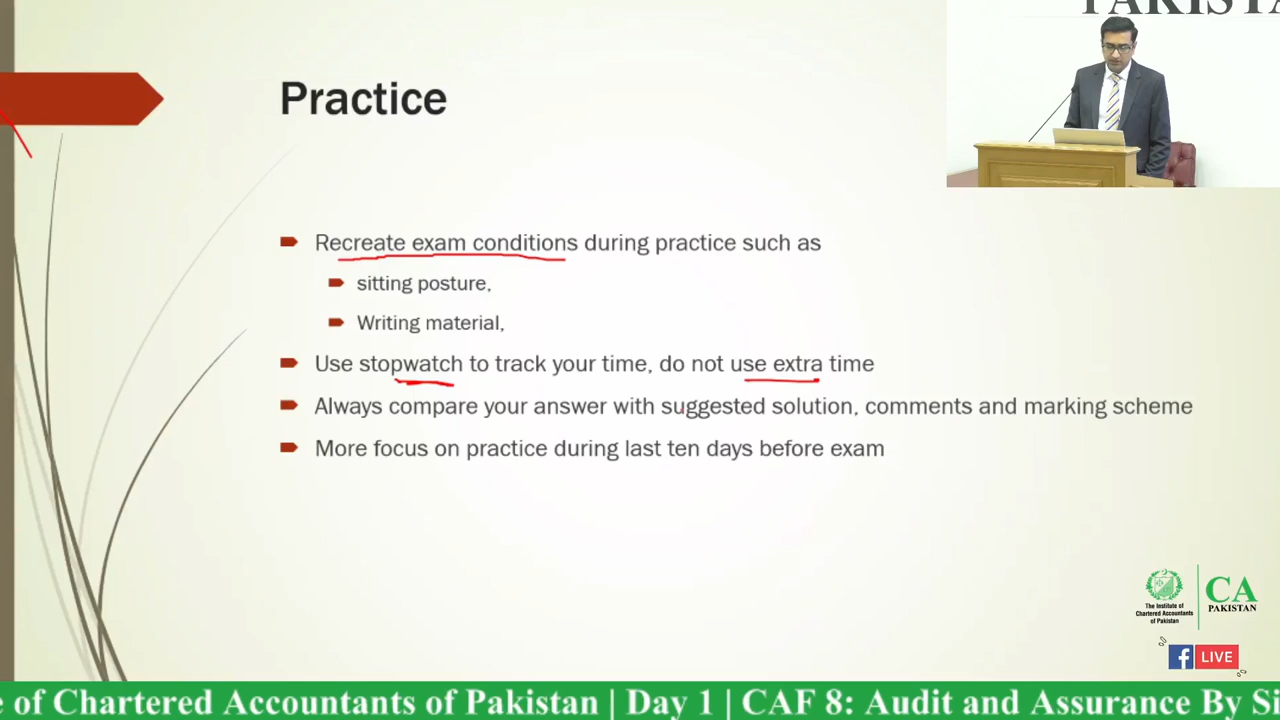 PAKISTA
Practice
Recreate exam conditions during practice such as
sitting posture,
Writing material,
Use stopwatch to track your time, do not use extra time
Always compare your answer with suggested solution, comments and marking scheme
More focus on practice during last ten days before exam
The Institute of
Chartered Accountants
of Pakistan
CA
PAKISTAN
f LIVE
e of Chartered Accountants of Pakistan | Day 1 | CAF 8: Audit and Assurance By Si